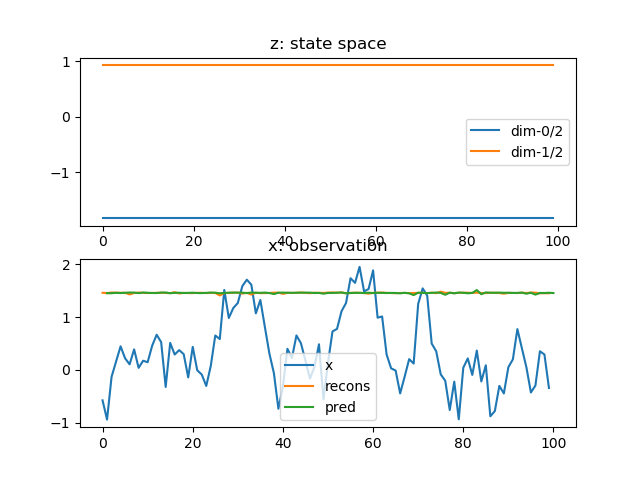 z: state space
1
0
−1
dim-0/2
dim-1/2
0 20 40 60 80 100
x: observation
2
1
0
−1
x
recons
pred
0 20 40 60 80 100